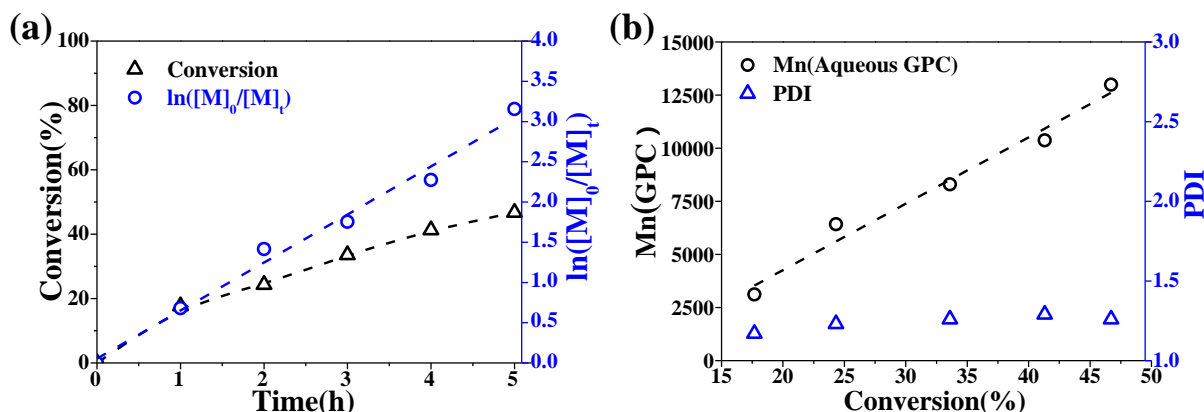 (a)
100
80
60
40
20
0
Conversion(%)
Conversion
ln([M]0/[M]t)
4.0
3.5
3.0
2.5
2.0
1.5
1.0
0.5
0.0
ln([M]0/[M]t)
0 1 2 3 4 5
Time(h)
(b)
15000
12500
10000
7500
5000
2500
0
Mn(GPC )
Mn(Aqueous GPC)
PDI
3.0
2.5
2.0
1.5
1.0
PDI
15 20 25 30 35 40 45 50
Conversion(%)